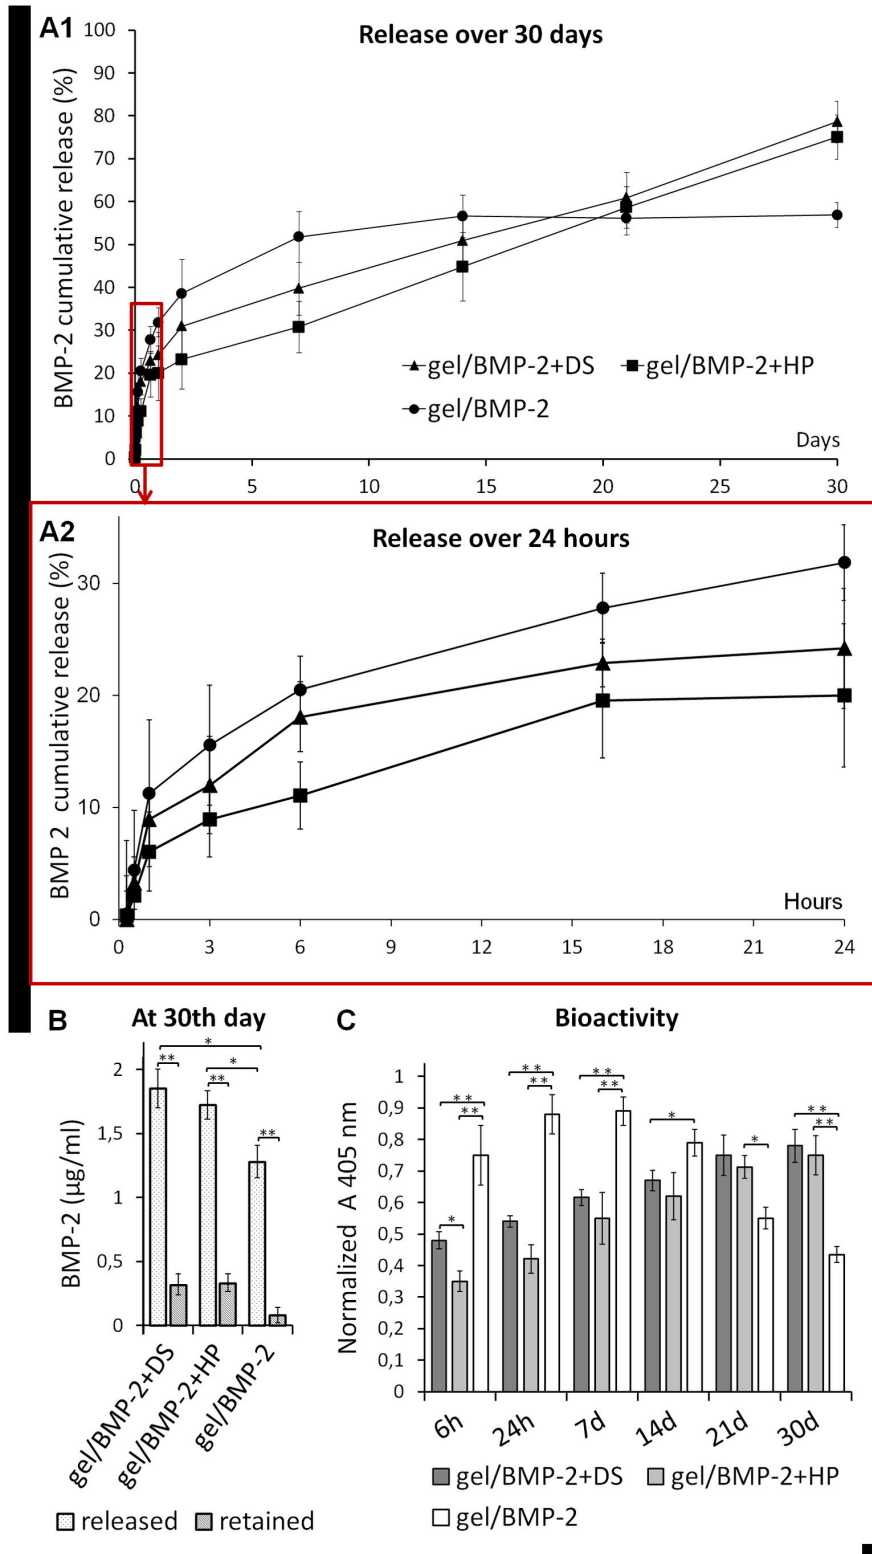 A1
Release over 30 days
BMP-2 cumulative release (%)
100
90
80
70
60
50
40
30
20
10
0
gel/BMP-2+DS
gel/BMP-2+HP
gel/BMP-2
Days
0 5 10 15 20 25 30
A2
Release over 24 hours
BMP 2 cumulative release (%)
30
20
10
0
Hours
0 3 6 9 12 15 18 21 24
B
At 30th day
BMP-2 (µg/ml)
2
1,5
1
0,5
0
* 
** 
* 
** 
**
gel/BMP-2+DS
gel/BMP-2+HP
gel/BMP-2
released retained
C
Bioactivity
Normalized A 405 nm
1
0,9
0,8
0,7
0,6
0,5
0,4
0,3
0,2
0,1
0
** ** *
** **
** **
*
*
** **
6h 24h 7d 14d 21d 30d
gel/BMP-2+DS gel/BMP-2+HP
gel/BMP-2